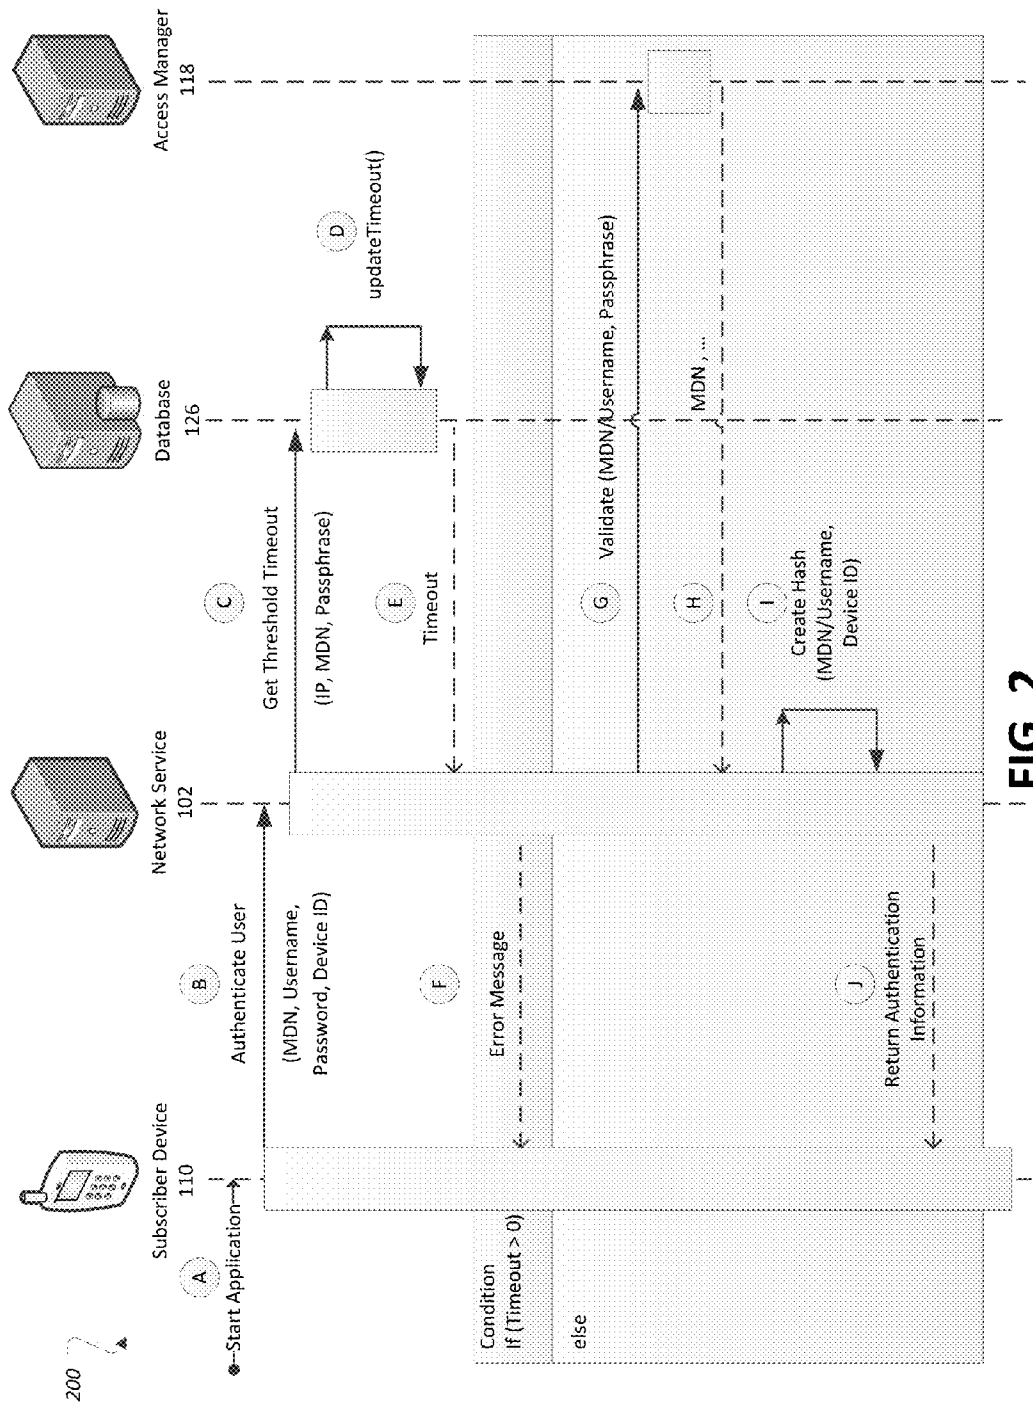 200
Subscriber Device
110
Network Service
102
Database
126
Access Manager
118
A
Start Application
B
Authenticate User
(MDN, Username,
Password, Device ID)
C
Get Threshold Timeout
(IP, MDN, Passphrase)
D
updateTimeout()
E
Timeout
Condition
If (Timeout > 0)
F
Error Message
else
G
Validate (MDN/Username, Passphrase)
H
MDN , ...
I
Create Hash
(MDN/Username,
Device ID)
J
Return Authentication
Information
FIG. 2